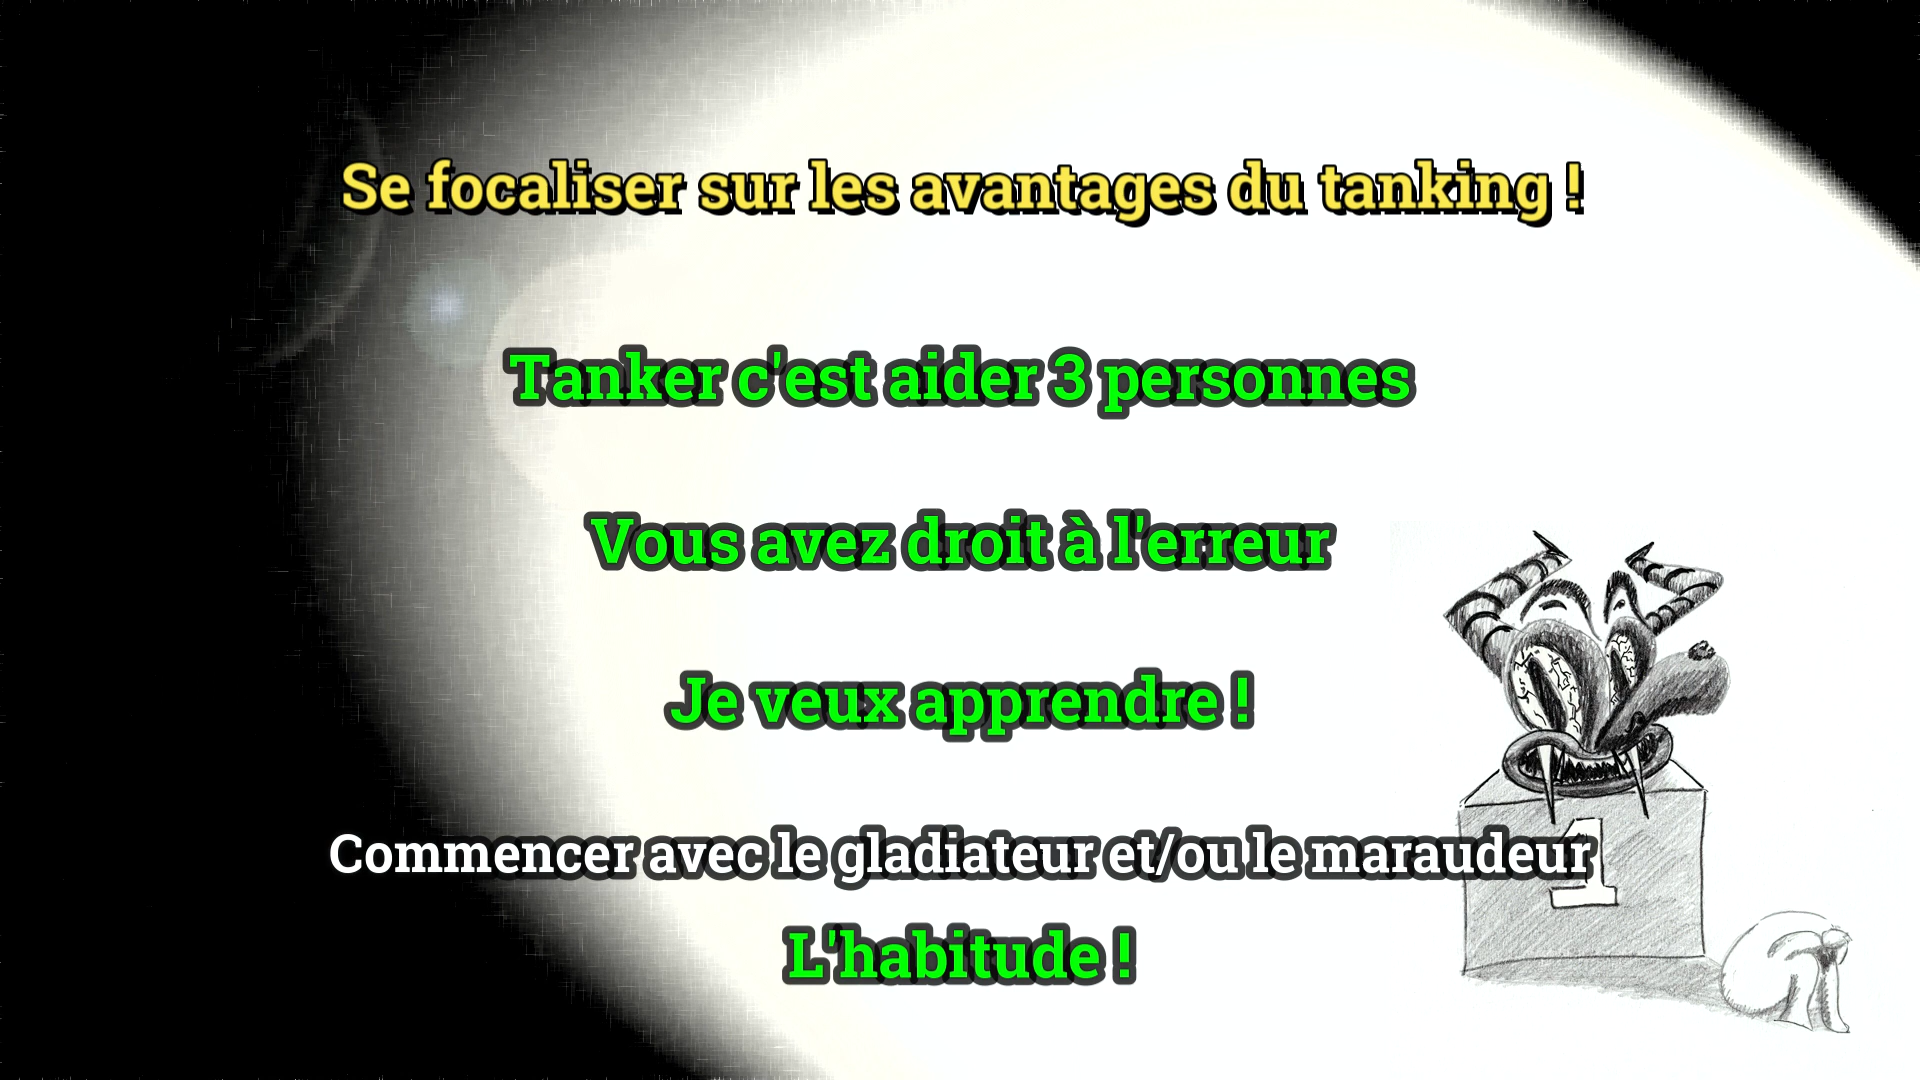 Se focaliser sur les avantages du tanking !
Tanker c'est aider 3 personnes
Vous avez droit à l'erreur
Je veux apprendre !
Commencer avec le gladiateur et/ou le maraudeur
1
L'habitude !